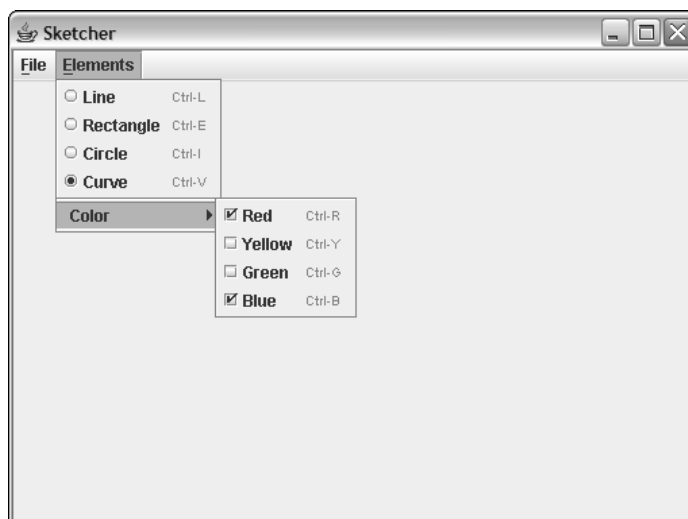 Sketcher
File Elements
Line Ctrl-L
Rectangle Ctrl-E
Circle Ctrl-I
Curve Ctrl-V
Color
Red Ctrl-R
Yellow Ctrl-Y
Green Ctrl-G
Blue Ctrl-B